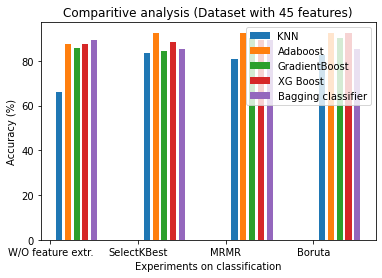 Comparitive analysis (Dataset with 45 features)
KNN
Adaboost
GradientBoost
XG Boost
Bagging classifier
Accuracy (%)
80
60
40
20
0
W/O feature extr. SelectKBest MRMR Boruta
Experiments on classification